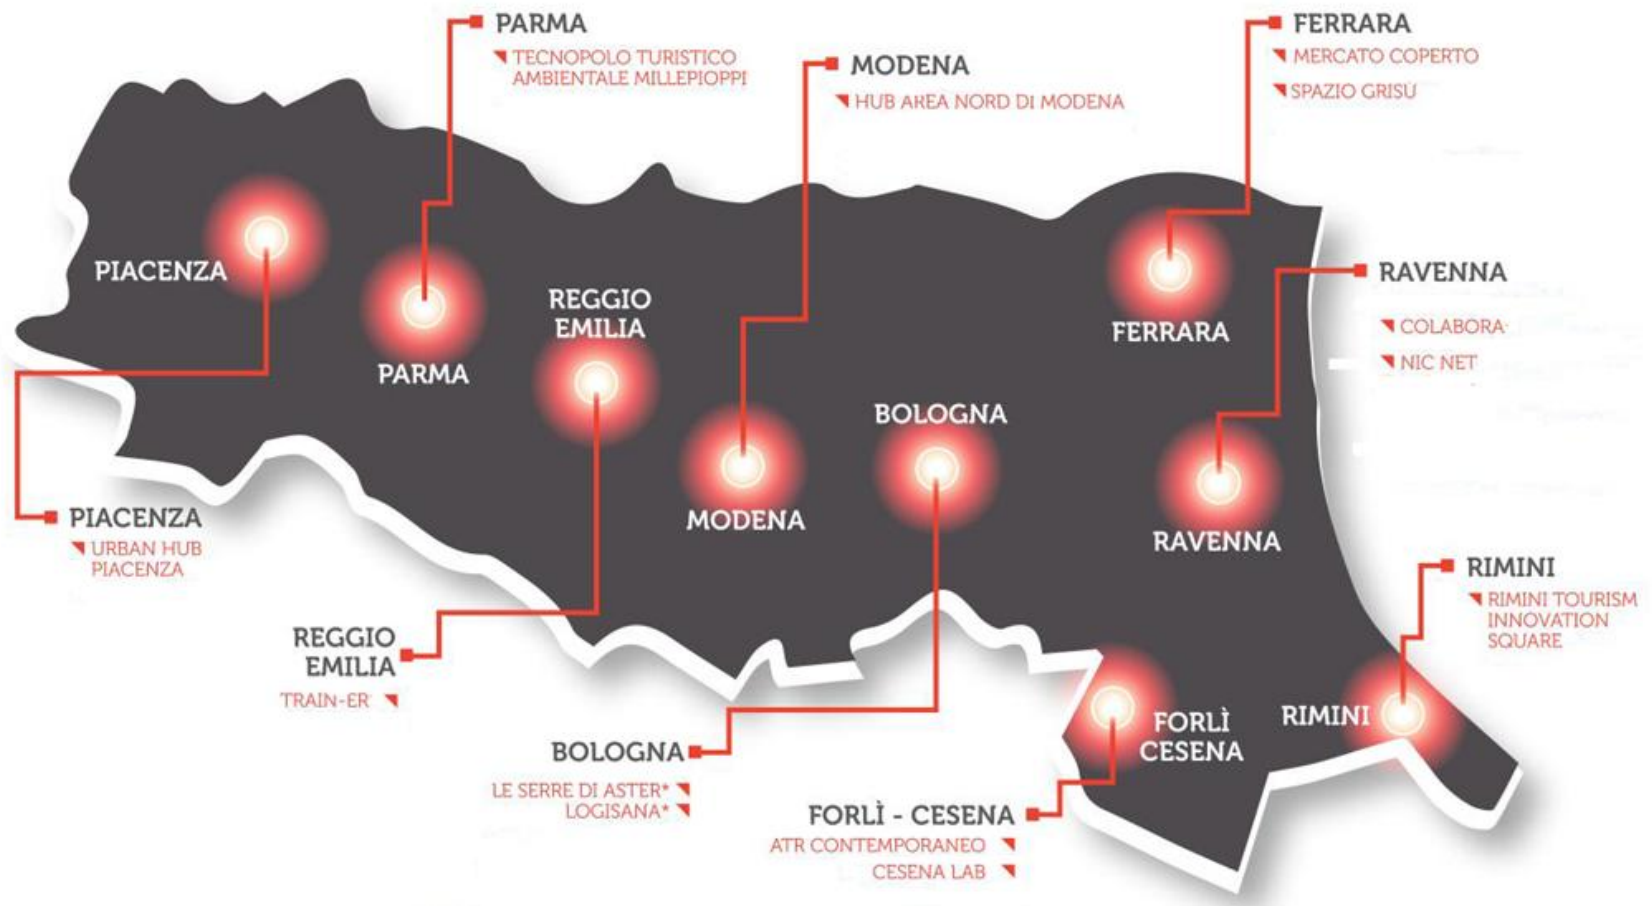 PARMA
TECNOPOLO TURISTICO
AMBIENTALE MILLEPIOPPI
MODENA
HUB AREA NORD DI MODENA
FERRARA
MERCATO COPERTO
SPAZIO GRISÙ
PIACENZA
REGGIO
EMILIA
PARMA
FERRARA
RAVENNA
COLABORA
NIC NET
BOLOGNA
MODENA
RAVENNA
PIACENZA
URBAN HUB
PIACENZA
RIMINI
RIMINI TOURISM
INNOVATION
SQUARE
REGGIO
EMILIA
TRAIN-ER
FORLÌ
CESENA
RIMINI
BOLOGNA
LE SERRE DI ASTER*
LOGISANA*
FORLÌ - CESENA
ATR CONTEMPORANEO
CESENA LAB